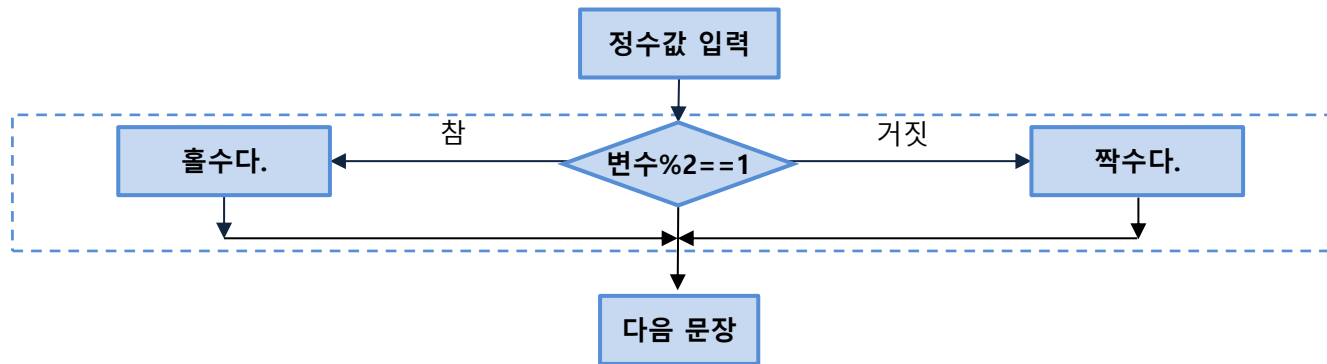 정수값 입력
참
거짓
홀수다.
변수%2==1
짝수다.
다음 문장